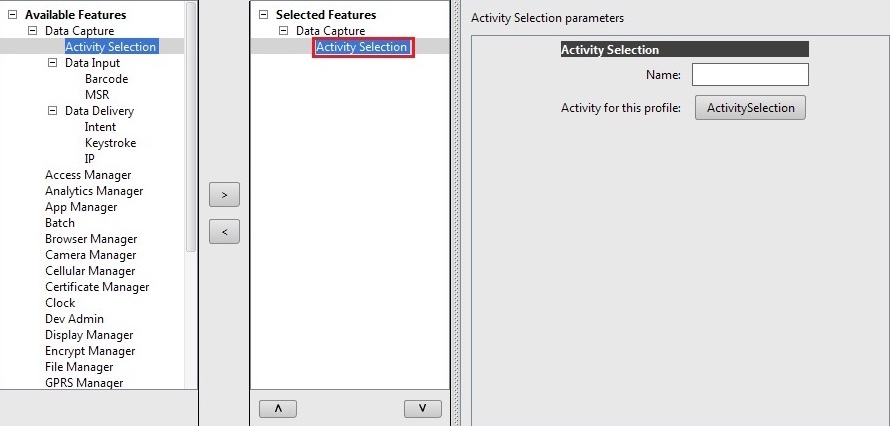 Available Features
Data Capture
Activity Selection
Data Input
Barcode
MSR
Data Delivery
Intent
Keystroke
IP
Access Manager
Analytics Manager
App Manager
Batch
Browser Manager
Camera Manager
Cellular Manager
Certificate Manager
Clock
Dev Admin
Display Manager
Encrypt Manager
File Manager
GPRS Manager
>
<
Selected Features
Data Capture
Activity Selection
Activity Selection parameters
Activity Selection
Name:
Activity for this profile: ActivitySelection